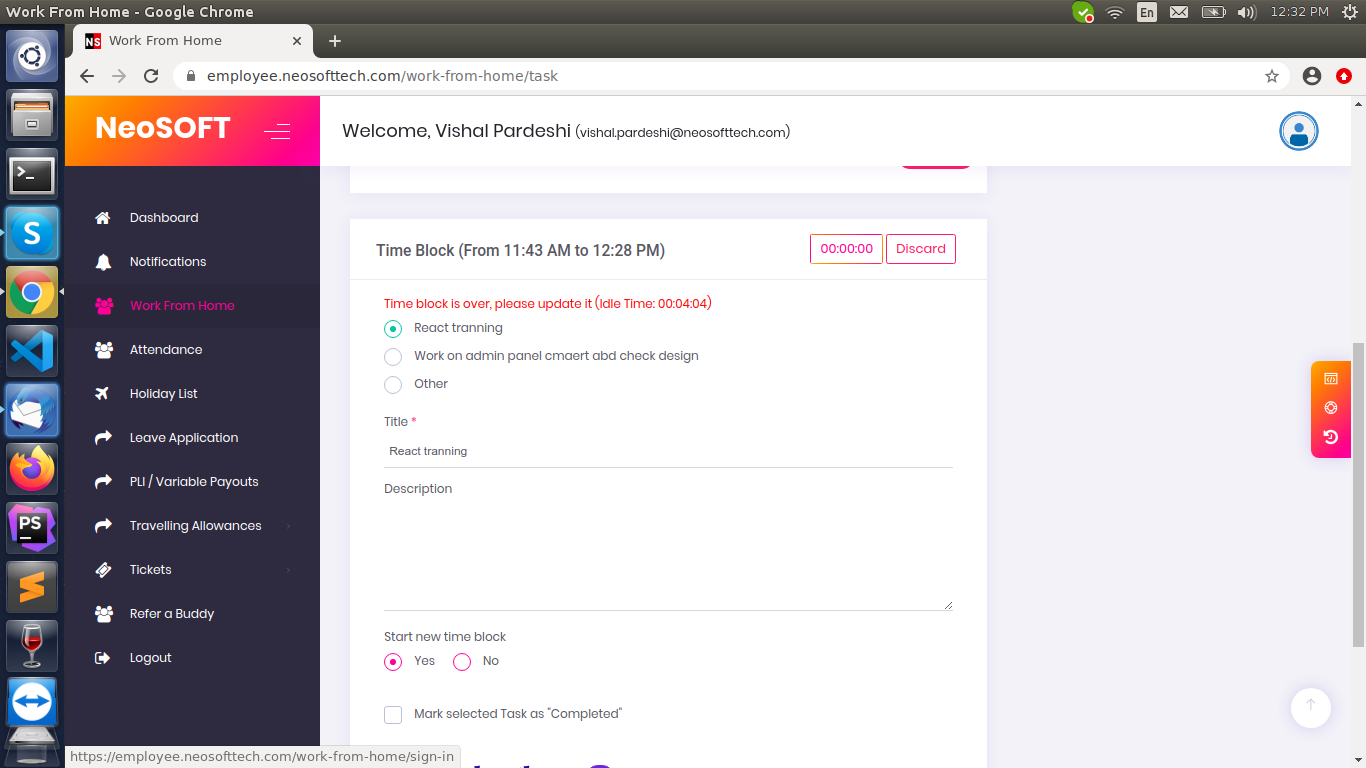 Work From Home - Google Chrome
En
12:32 PM
NS Work From Home
employee.neosofttech.com/work-from-home/task
NeoSOFT
Welcome, Vishal Pardeshi (vishal.pardeshi@neosofttech.com)
Dashboard
Notifications
Work From Home
Attendance
Holiday List
Leave Application
PLI / Variable Payouts
Travelling Allowances
Tickets
Refer a Buddy
Logout
Time Block (From 11:43 AM to 12:28 PM)
00:00:00
Discard
Time block is over, please update it (Idle Time: 00:04:04)
React tranning
Work on admin panel cmaert abd check design
Other
Title *
React tranning
Description
Start new time block
Yes
No
Mark selected Task as "Completed"
S
PS
https://employee.neosofttech.com/work-from-home/sign-in